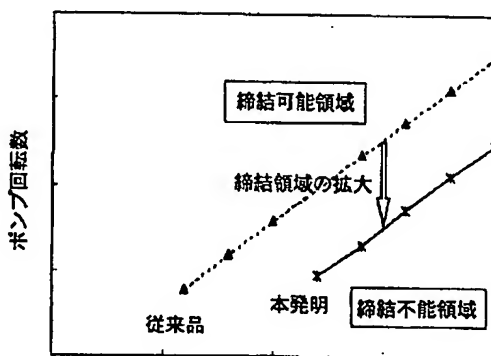 締結可能領域
締結領域の拡大
ポンプ回転数
従来品
本発明
締結不能領域